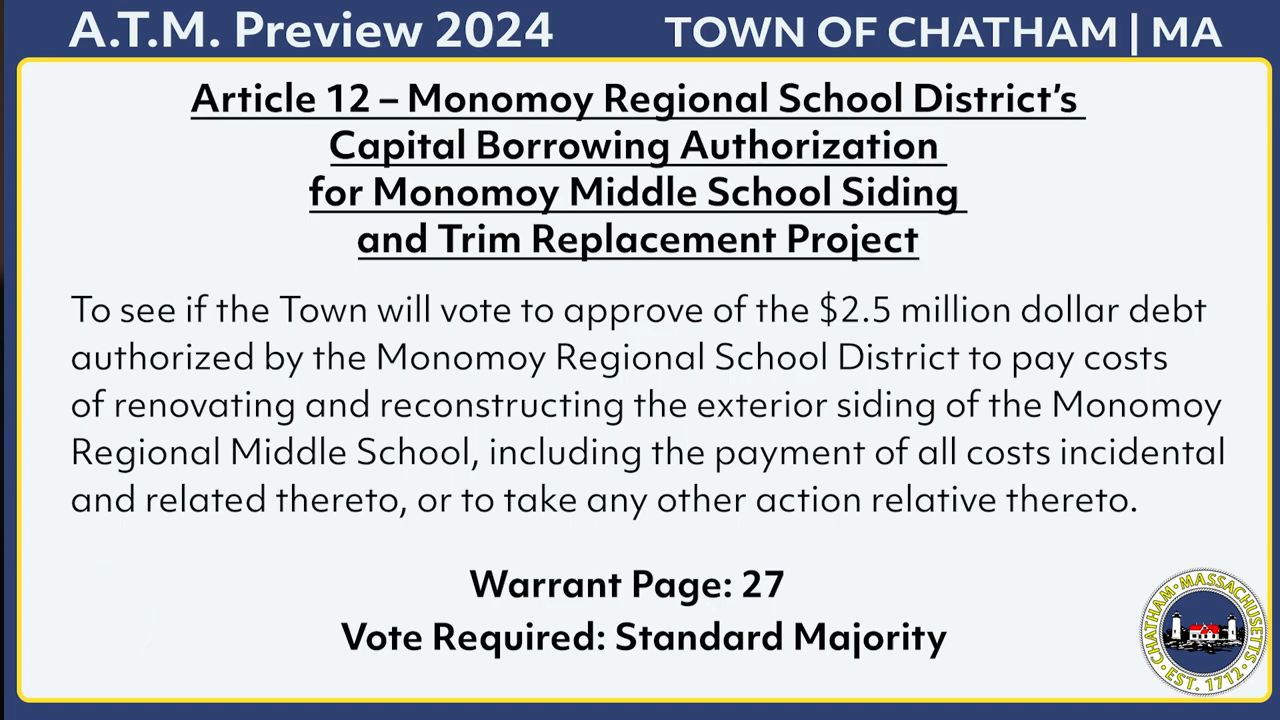 A.T.M. Preview 2024
TOWN OF CHATHAM | MA
Article 12 – Monomoy Regional School District’s
Capital Borrowing Authorization
for Monomoy Middle School Siding
and Trim Replacement Project
To see if the Town will vote to approve of the $2.5 million dollar debt
authorized by the Monomoy Regional School District to pay costs
of renovating and reconstructing the exterior siding of the Monomoy
Regional Middle School, including the payment of all costs incidental
and related thereto, or to take any other action relative thereto.
Warrant Page: 27
Vote Required: Standard Majority
CHATHAM, MASSACHUSETTS
EST. 1712